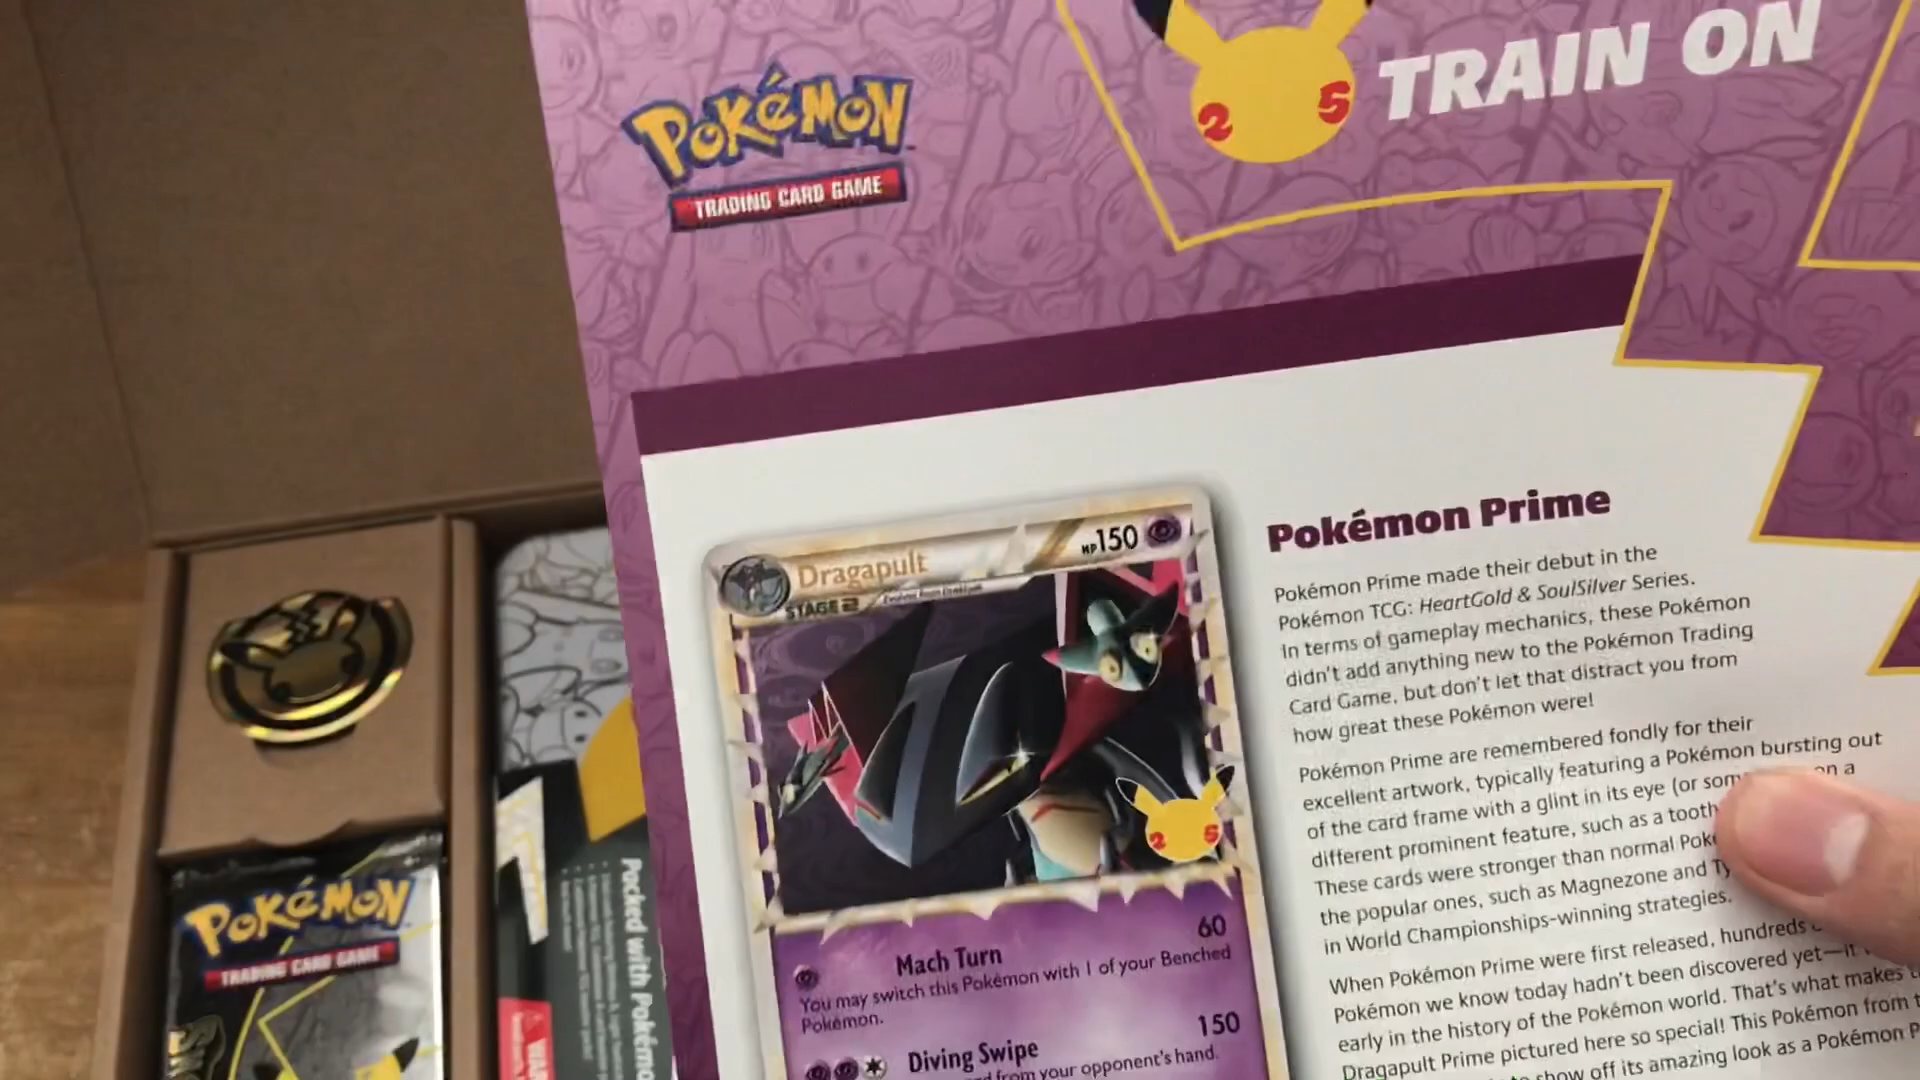 POKÉMON
TRADING CARD GAME
2 5
TRAIN ON
Dragapult
HP150
STAGE 2
2 5
Mach Turn
60
You may switch this Pokémon with 1 of your Benched
Pokémon.
Diving Swipe
150
from your opponent's hand.
Pokémon Prime
Pokémon Prime made their debut in the
Pokémon TCG: HeartGold & SoulSilver Series.
In terms of gameplay mechanics, these Pokémon
didn't add anything new to the Pokémon Trading
Card Game, but don't let that distract you from
how great these Pokémon were!
Pokémon Prime are remembered fondly for their
excellent artwork, typically featuring a Pokémon bursting out
of the card frame with a glint in its eye (or on a
different prominent feature, such as a tooth
These cards were stronger than normal
the popular ones, such as Magnezone and
in World Championships-winning strategies.
When Pokémon Prime were first released, hundreds
Pokémon we know today hadn't been discovered yet—it
early in the history of the Pokémon world. That's what makes
Dragapult Prime pictured here so special! This Pokémon from
show off its amazing look as a Pokémon
POKÉMON
TRADING CARD GAME
Packed with